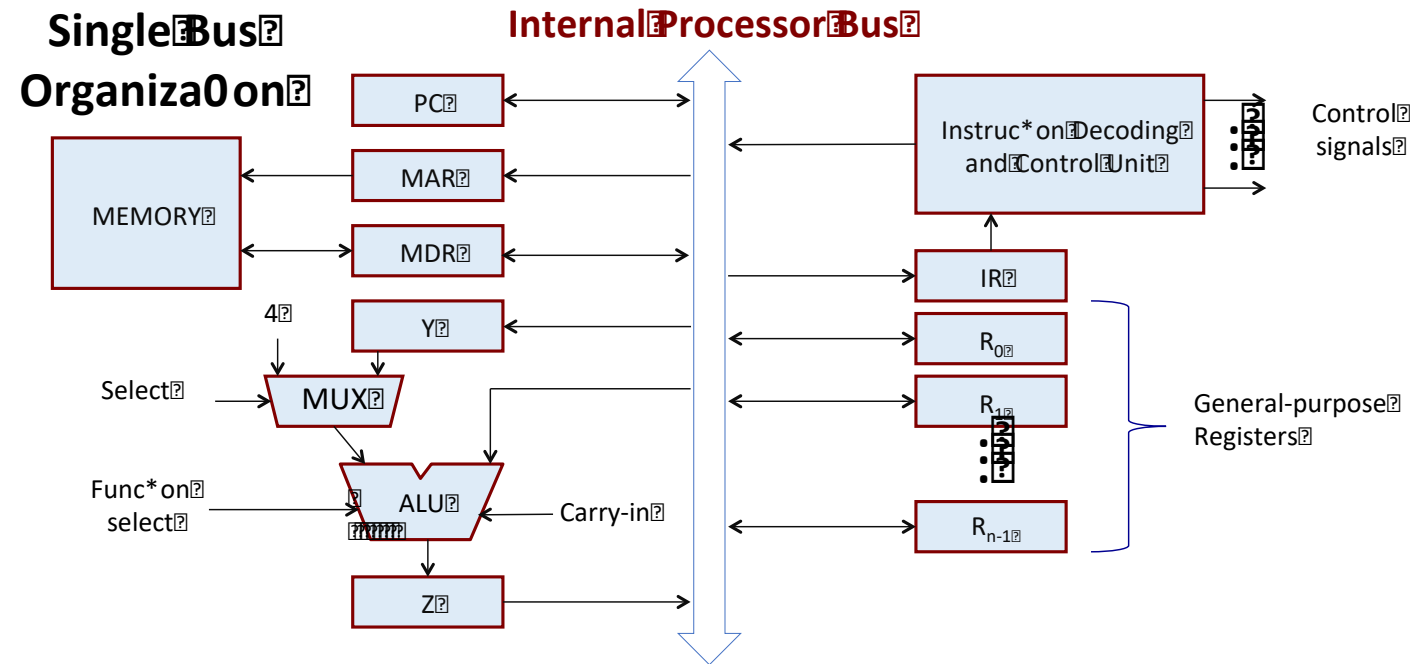 Single⍰Bus⍰
Organiza0on⍰
Internal⍰Processor⍰Bus⍰
PC⍰
MAR⍰
MEMORY⍰
MDR⍰
4⍰
Y⍰
Select⍰
MUX⍰
Func*on⍰
select⍰
ALU⍰
Carry-in⍰
Z⍰
Instruc*on⍰Decoding⍰
and⍰Control⍰Unit⍰
Control⍰
signals⍰
IR⍰
R0⍰
R1⍰
Rn-1⍰
General-purpose⍰
Registers⍰